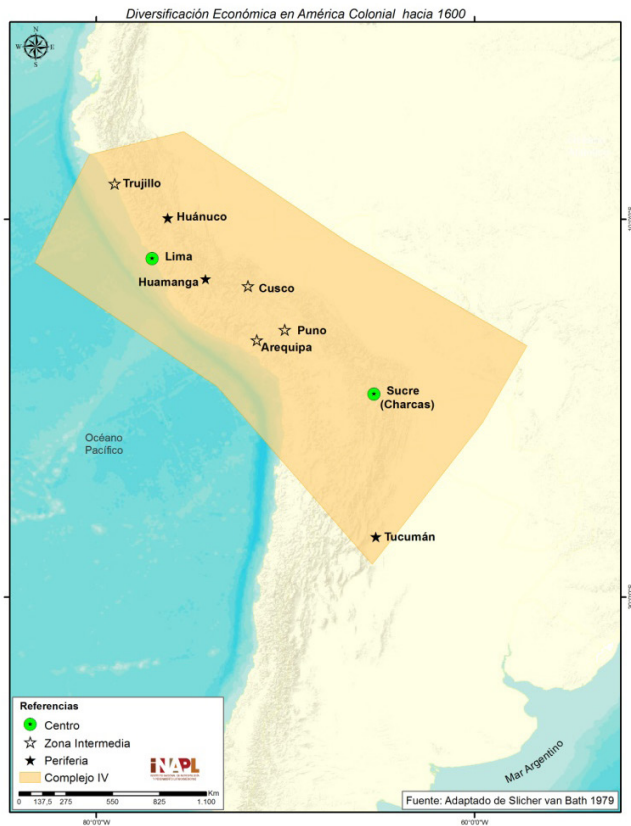 Diversificación Económica en América Colonial hacia 1600
N
W
E
S
Trujillo
Huánuco
Lima
Huamanga
Cusco
Puno
Arequipa
Sucre
(Charcas)
Océano
Pacífico
Tucumán
Mar Argentino
Referencias
Centro
Zona Intermedia
Periferia
Complejo IV
INAPL
Km
0 137,5 275 550 825 1.100
Fuente: Adaptado de Slicher van Bath 1979
80°0'0"W
60°0'0"W